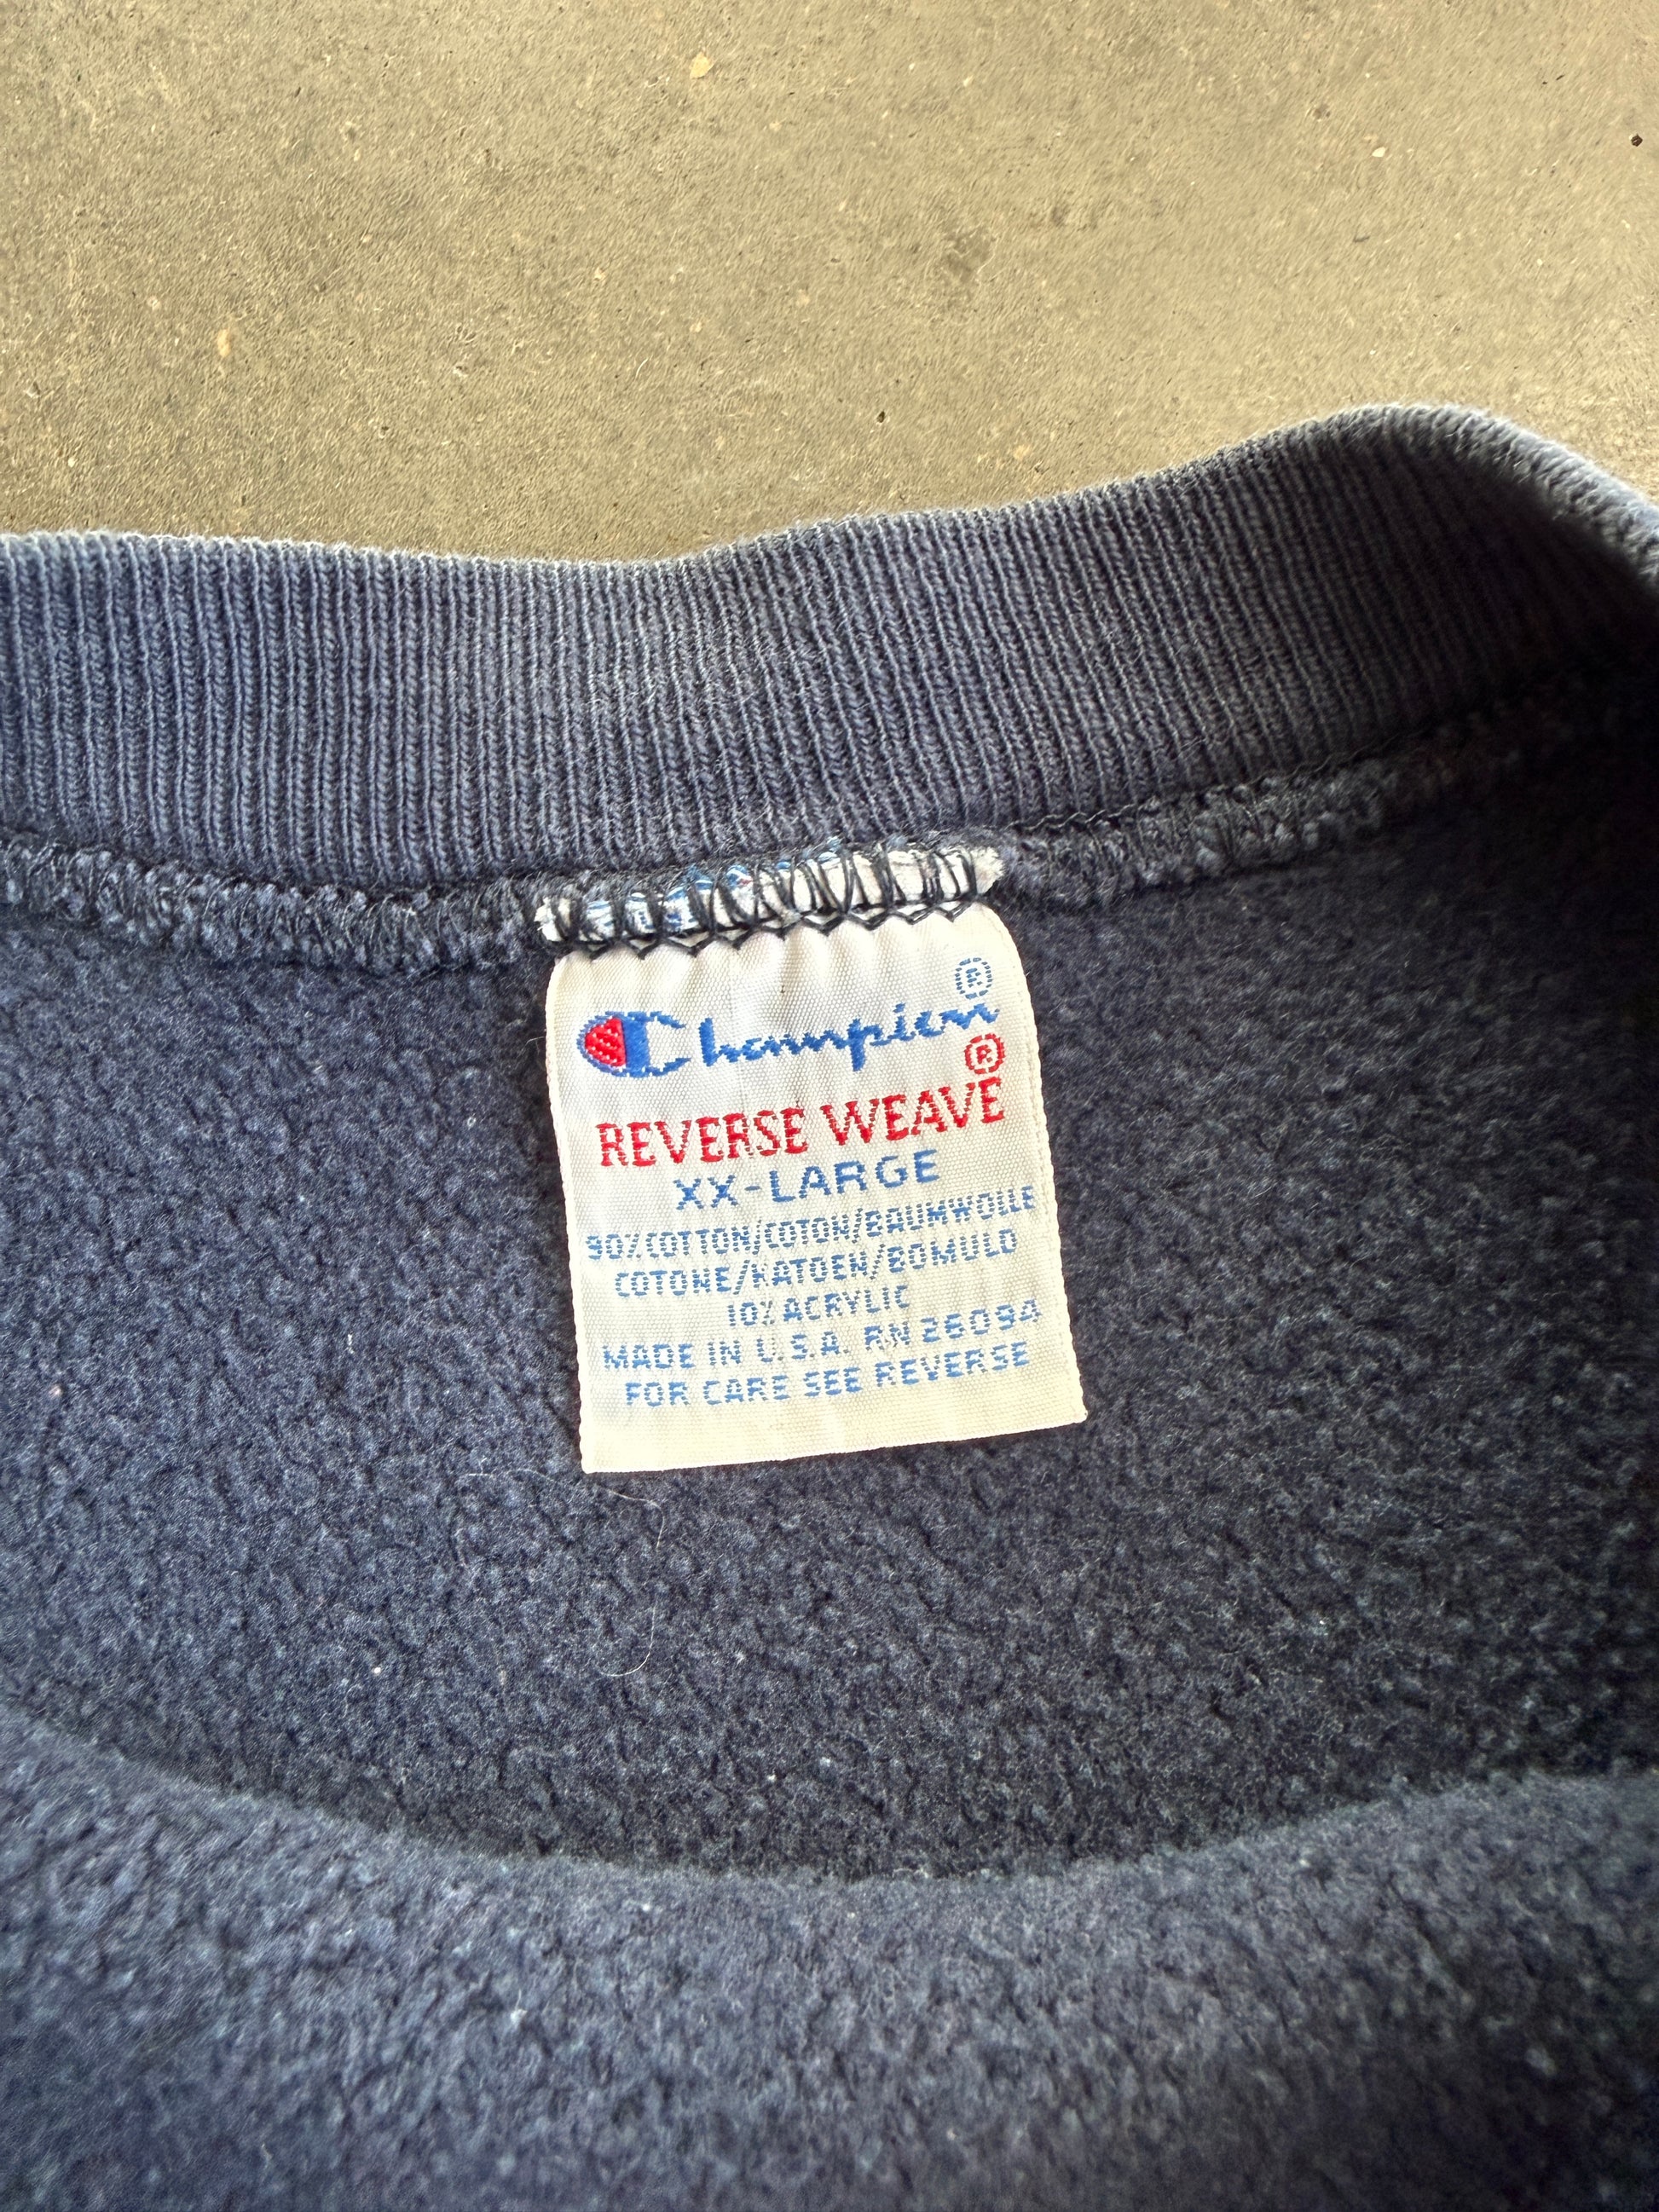 Champion®
REVERSE WEAVE®
XX-LARGE
90% COTTON/COTON/BAUMWOLLE
COTONE/KATOEN/BOMULD
10% ACRYLIC
MADE IN U.S.A. RN 26094
FOR CARE SEE REVERSE